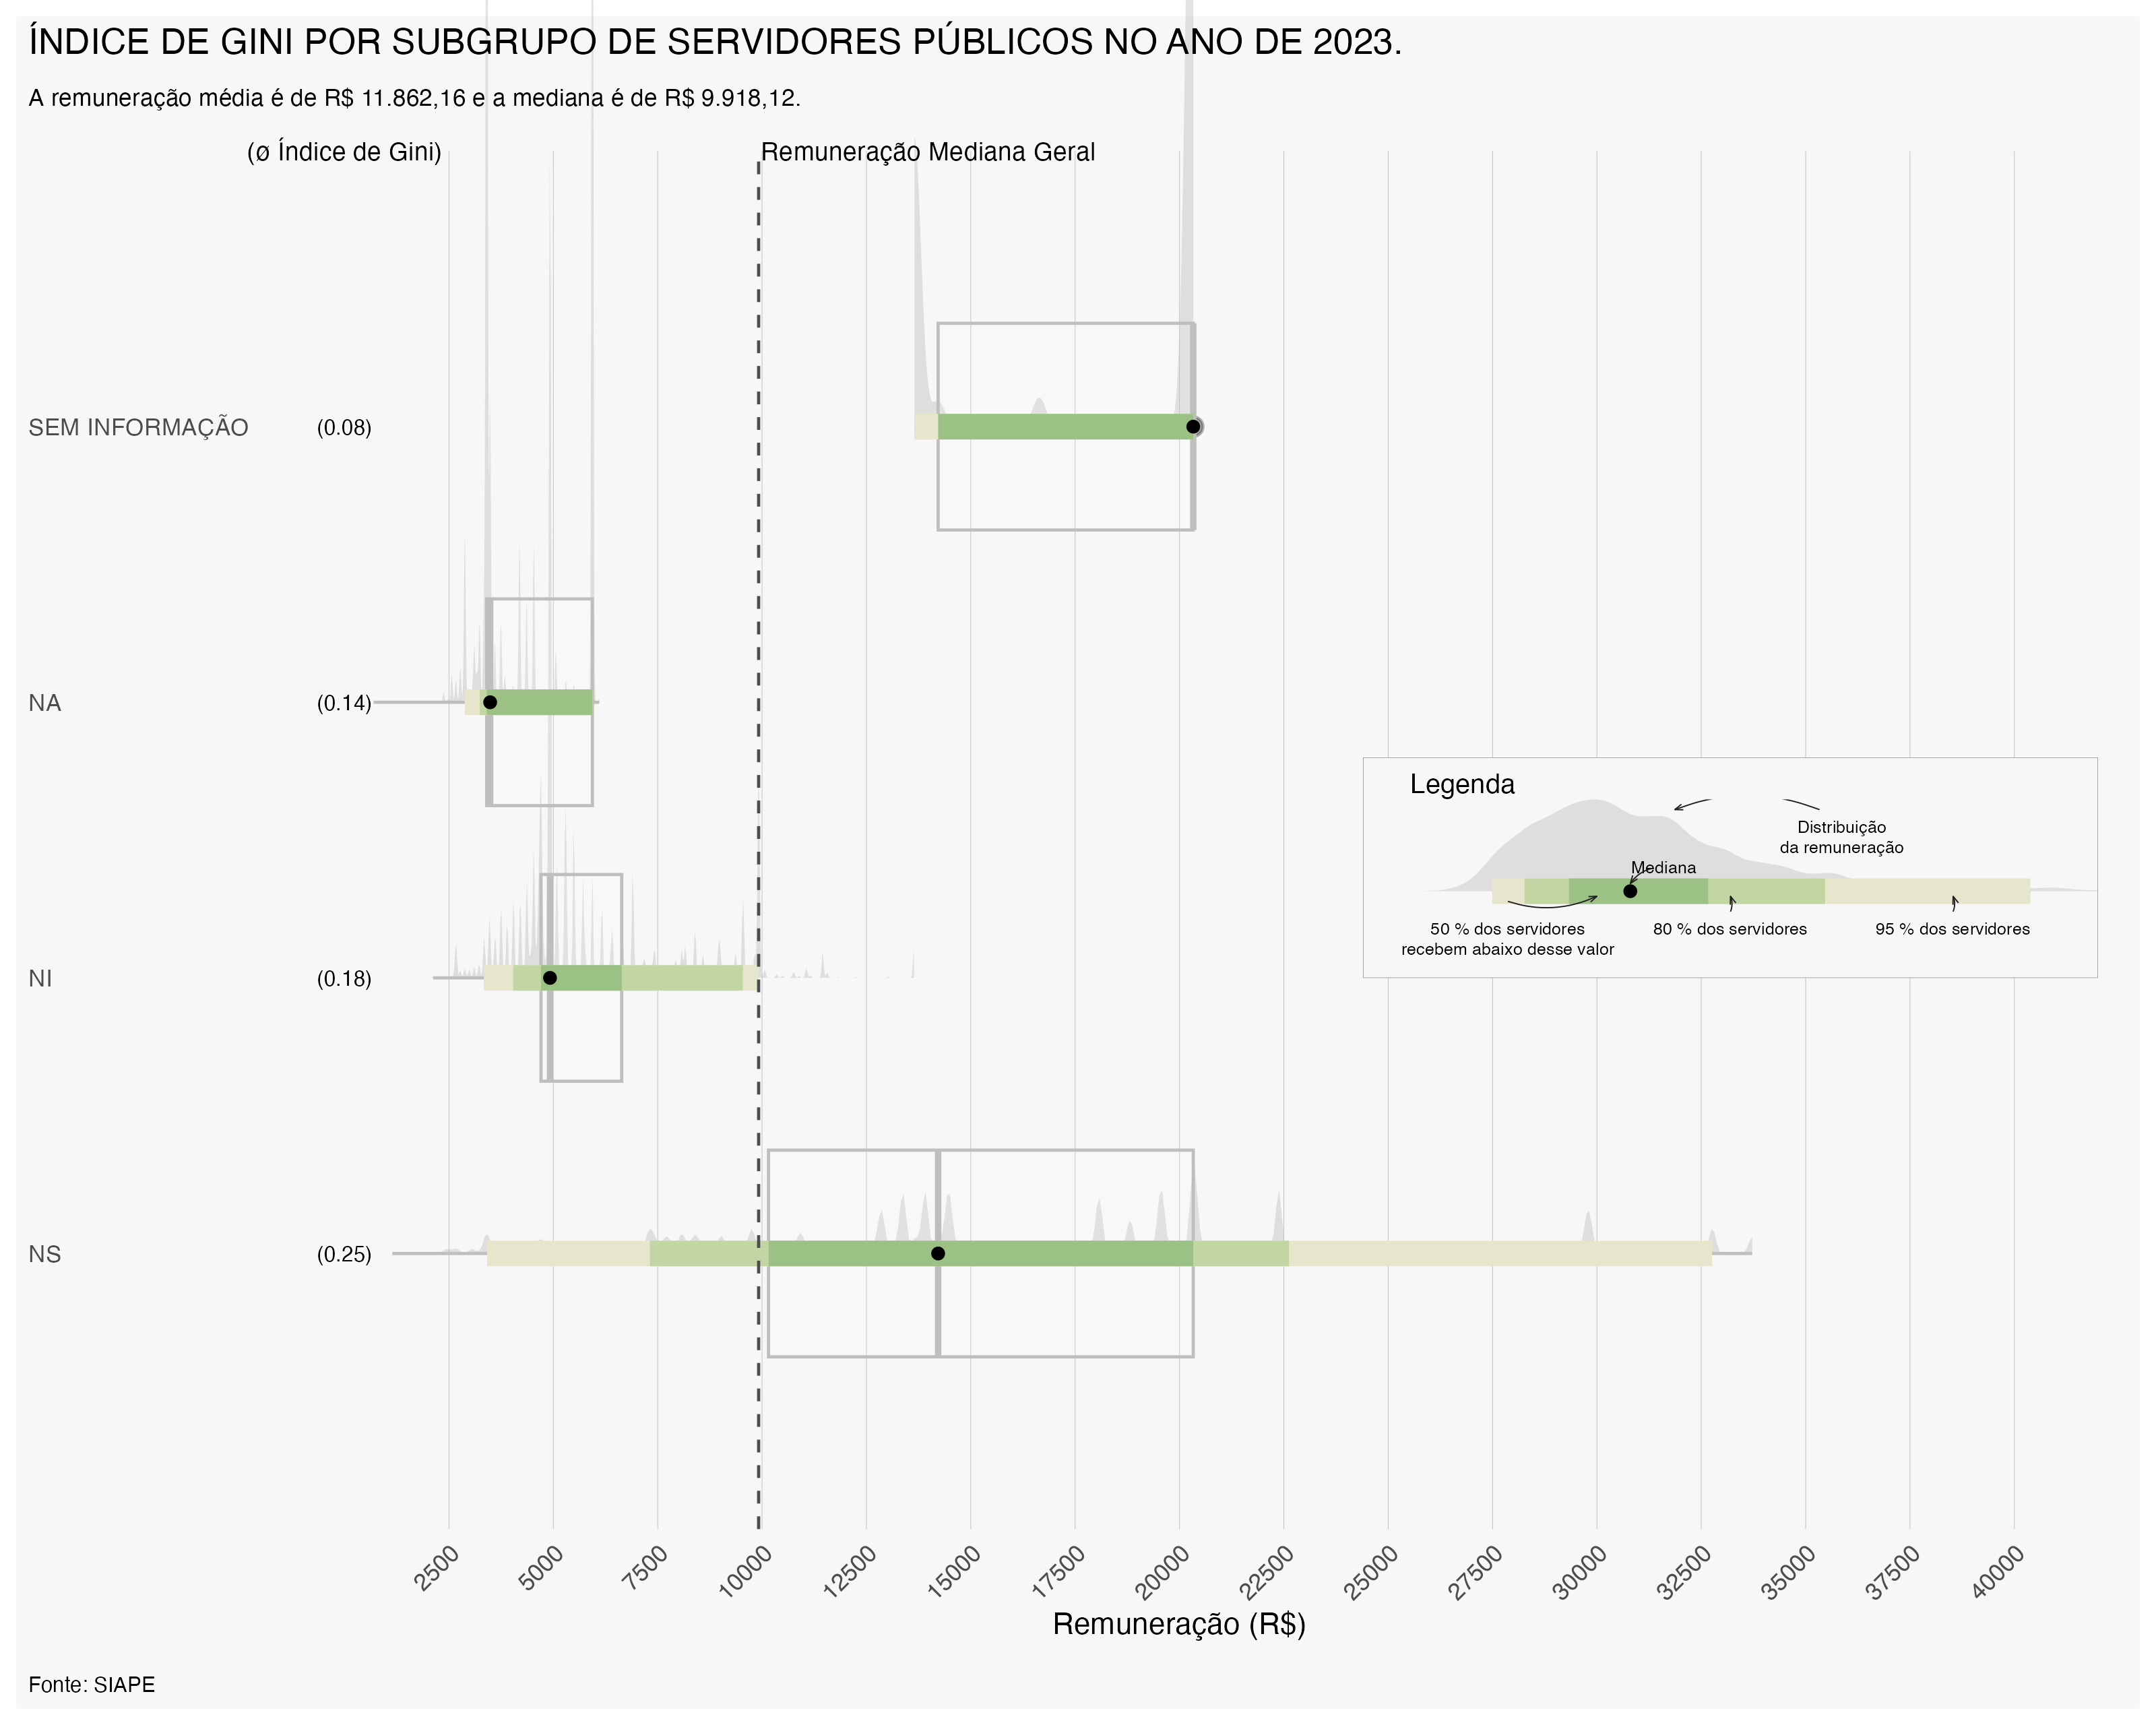 ÍNDICE DE GINI POR SUBGRUPO DE SERVIDORES PÚBLICOS NO ANO DE 2023.
A remuneração média é de R$ 11.862,16 e a mediana é de R$ 9.918,12.
(ø Índice de Gini)
Remuneração Mediana Geral
SEM INFORMAÇÃO (0.08)
NA (0.14)
NI (0.18)
NS (0.25)
Legenda
Distribuição
da remuneração
Mediana
50 % dos servidores
recebem abaixo desse valor
80 % dos servidores
95 % dos servidores
2500 5000 7500 10000 12500 15000 17500 20000 22500 25000 27500 30000 32500 35000 37500 40000
Remuneração (R$)
Fonte: SIAPE